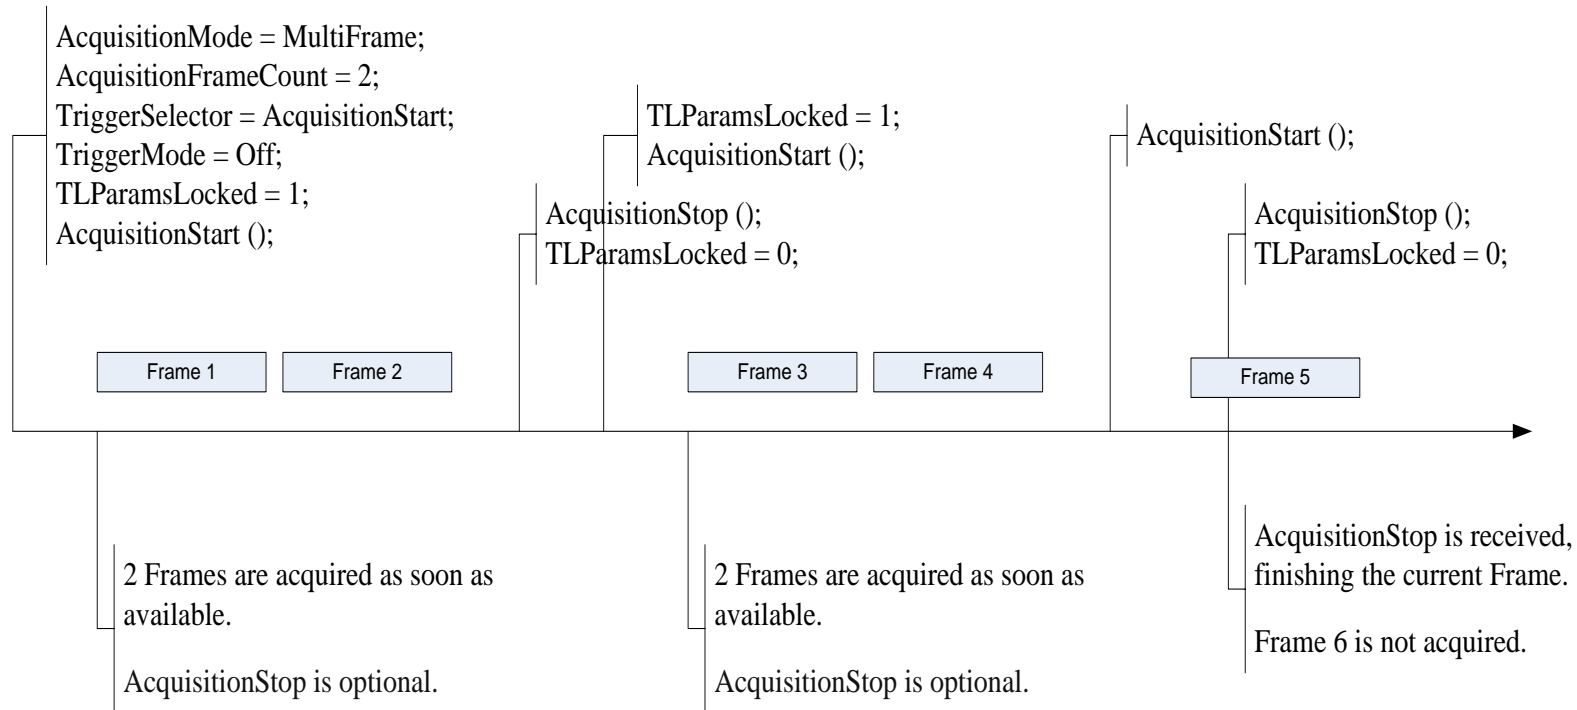 AcquisitionMode = MultiFrame;
AcquisitionFrameCount = 2;
TriggerSelector = AcquisitionStart;
TriggerMode = Off;
TLParamsLocked = 1;
AcquisitionStart ();
AcquisitionStop ();
TLParamsLocked = 0;
TLParamsLocked = 1;
AcquisitionStart ();
AcquisitionStart ();
AcquisitionStop ();
TLParamsLocked = 0;
Frame 1
Frame 2
Frame 3
Frame 4
Frame 5
2 Frames are acquired as soon as
available.
AcquisitionStop is optional.
2 Frames are acquired as soon as
available.
AcquisitionStop is optional.
AcquisitionStop is received,
finishing the current Frame.
Frame 6 is not acquired.